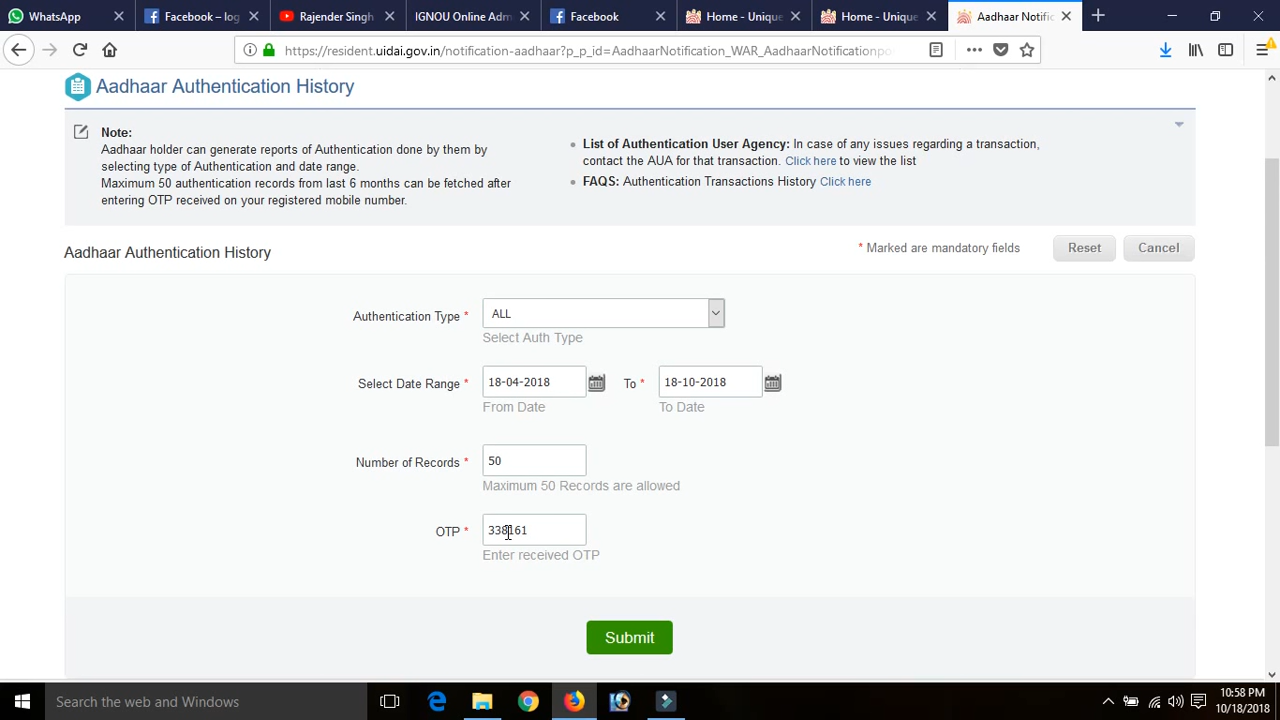 WhatsApp
Facebook – log
Rajender Singh
IGNOU Online Adm
Facebook
Home - Unique
Home - Unique
Aadhaar Notific
https://resident.uidai.gov.in/notification-aadhaar?p_p_id=AadhaarNotification_WAR_AadhaarNotificationpo
Aadhaar Authentication History
Note:
Aadhaar holder can generate reports of Authentication done by them by
selecting type of Authentication and date range.
Maximum 50 authentication records from last 6 months can be fetched after
entering OTP received on your registered mobile number.
List of Authentication User Agency: In case of any issues regarding a transaction,
contact the AUA for that transaction. Click here to view the list
FAQS: Authentication Transactions History Click here
Aadhaar Authentication History
* Marked are mandatory fields
Reset
Cancel
Authentication Type *
ALL
Select Auth Type
Select Date Range *
18-04-2018
To *
18-10-2018
From Date
To Date
Number of Records *
50
Maximum 50 Records are allowed
OTP *
338161
Enter received OTP
Submit
Search the web and Windows
10:58 PM
10/18/2018